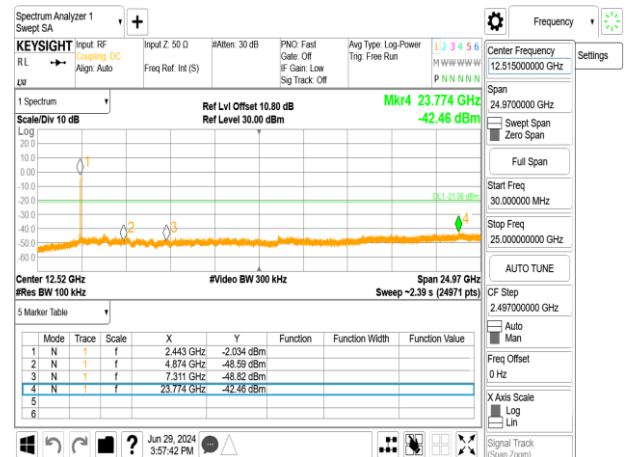 Spectrum Analyzer 1
Swept SA
Frequency
KEYSIGHT
Input: RF
Coupling: DC
Align: Auto
Input Z: 50 Ω
Freq Ref: Int (S)
#Atten: 30 dB
PNO: Fast
Gate: Off
IF Gain: Low
Sig Track: Off
Avg Type: Log-Power
Trig: Free Run
1 2 3 4 5 6
M W W W W W
P N N N N N
RL
LXI
1 Spectrum
Scale/Div 10 dB
Ref Lvl Offset 10.80 dB
Ref Level 30.00 dBm
Mkr4 23.774 GHz
-42.46 dBm
Log
20.0
10.0
0.00
-10.0
-20.0
-30.0
-40.0
-50.0
-60.0
1
2
3
4
DL1 -21.06 dBm
Center 12.52 GHz
#Res BW 100 kHz
#Video BW 300 kHz
Span 24.97 GHz
Sweep ~2.39 s (24971 pts)
5 Marker Table
Mode Trace Scale X Y Function Function Width Function Value
1 N 1 f 2.443 GHz -2.034 dBm
2 N 1 f 4.874 GHz -48.59 dBm
3 N 1 f 7.311 GHz -48.82 dBm
4 N 1 f 23.774 GHz -42.46 dBm
5
6
?
Jun 29, 2024
3:57:42 PM
Center Frequency
12.515000000 GHz
Settings
Span
24.9700000 GHz
Swept Span
Zero Span
Full Span
Start Freq
30.000000 MHz
Stop Freq
25.000000000 GHz
AUTO TUNE
CF Step
2.497000000 GHz
Auto
Man
Freq Offset
0 Hz
X Axis Scale
Log
Lin
Signal Track
(Span Zoom)